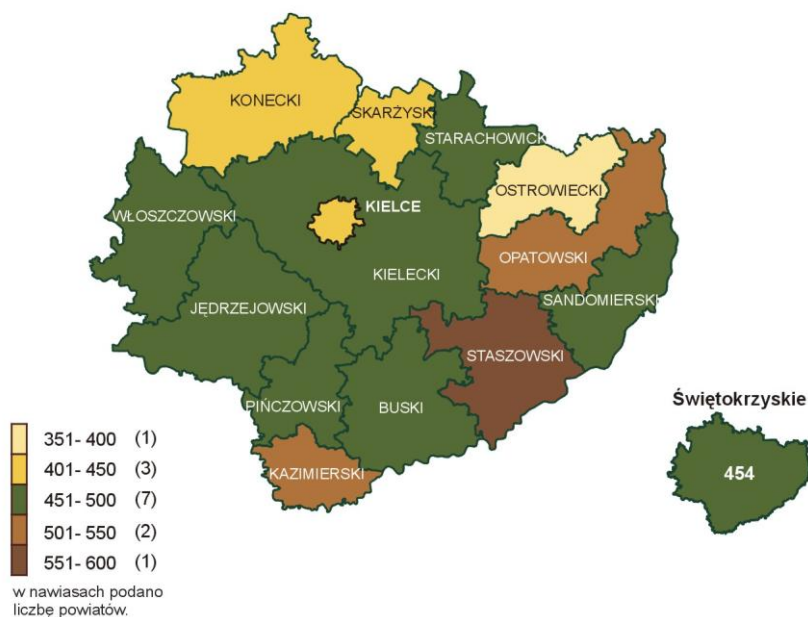 KONECKI
SKARŻYSKI
STARACHOWICKI
OSTROWIECKI
WŁOSZCZOWSKI
KIELCE
OPATOWSKI
KIELECKI
SANDOMIERSKI
JĘDRZEJOWSKI
STASZOWSKI
PIŃCZOWSKI
BUSKI
KAZIMIERSKI
Świętokrzyskie
454
351- 400 (1)
401- 450 (3)
451- 500 (7)
501- 550 (2)
551- 600 (1)
w nawiasach podano
liczbę powiatów.